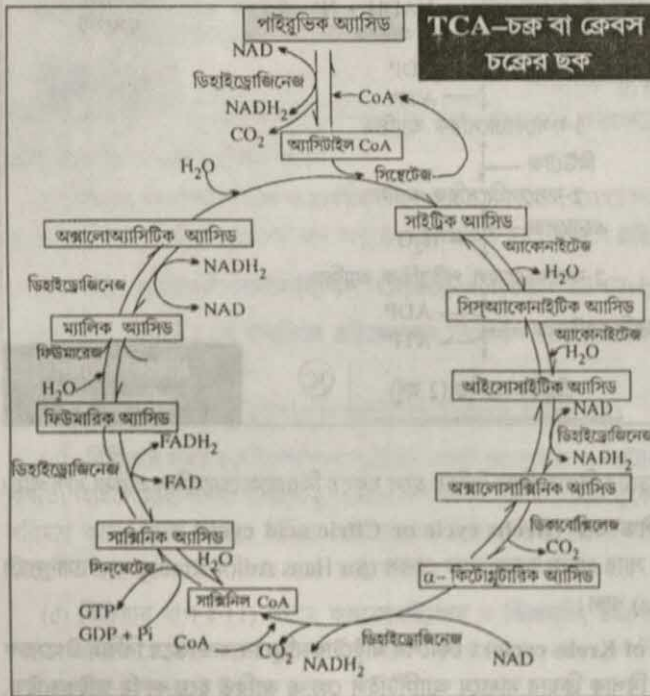 পাইরুভিক অ্যাসিড
TCA–চক্র বা ক্রেবস
চক্রের ছক
NAD
ডিহাইড্রোজিনেজ
NADH₂
CoA
CO₂
অ্যাসিটাইল CoA
সিন্থেটেজ
H₂O
সাইট্রিক অ্যাসিড
অক্সালোঅ্যাসিটিক অ্যাসিড
অ্যাকোনাইটেজ
H₂O
NADH₂
ডিহাইড্রোজিনেজ
সিস্‌অ্যাকোনাইটিক অ্যাসিড
NAD
ম্যালিক অ্যাসিড
অ্যাকোনাইটেজ
ফিউমারেজ
H₂O
H₂O
আইসোসাইটিক অ্যাসিড
ফিউমারিক অ্যাসিড
NAD
ডিহাইড্রোজিনেজ
FADH₂
NADH₂
ডিহাইড্রোজিনেজ
FAD
অক্সালোসাক্সিনিক অ্যাসিড
ডিকার্বক্সিলেজ
সাক্সিনিক অ্যাসিড
CO₂
সিনথেটেজ
H₂O
α- কিটোগ্লুটারিক অ্যাসিড
সাক্সিনিল CoA
GTP
GDP + Pi
CoA
CO₂
NADH₂
ডিহাইড্রোজিনেজ
NAD